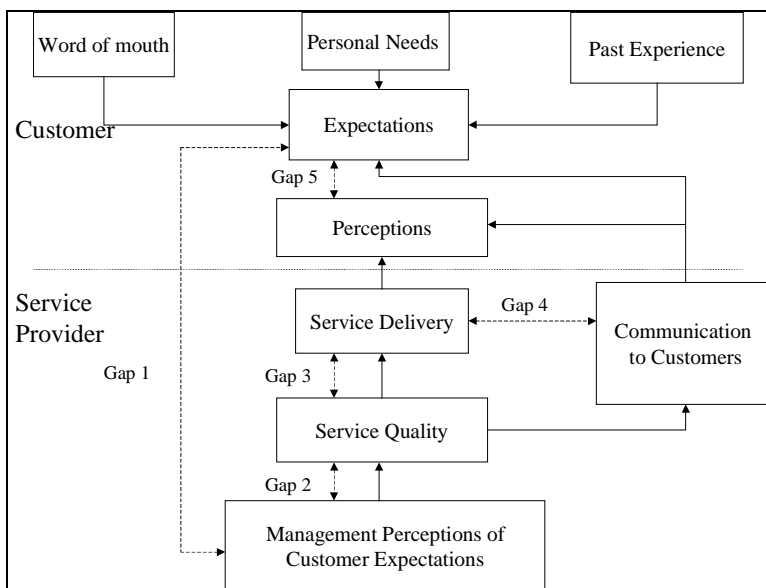 Word of mouth
Personal Needs
Past Experience
Customer
Expectations
Gap 5
Perceptions
Service
Provider
Service Delivery
Gap 4
Communication
to Customers
Gap 1
Gap 3
Service Quality
Gap 2
Management Perceptions of
Customer Expectations